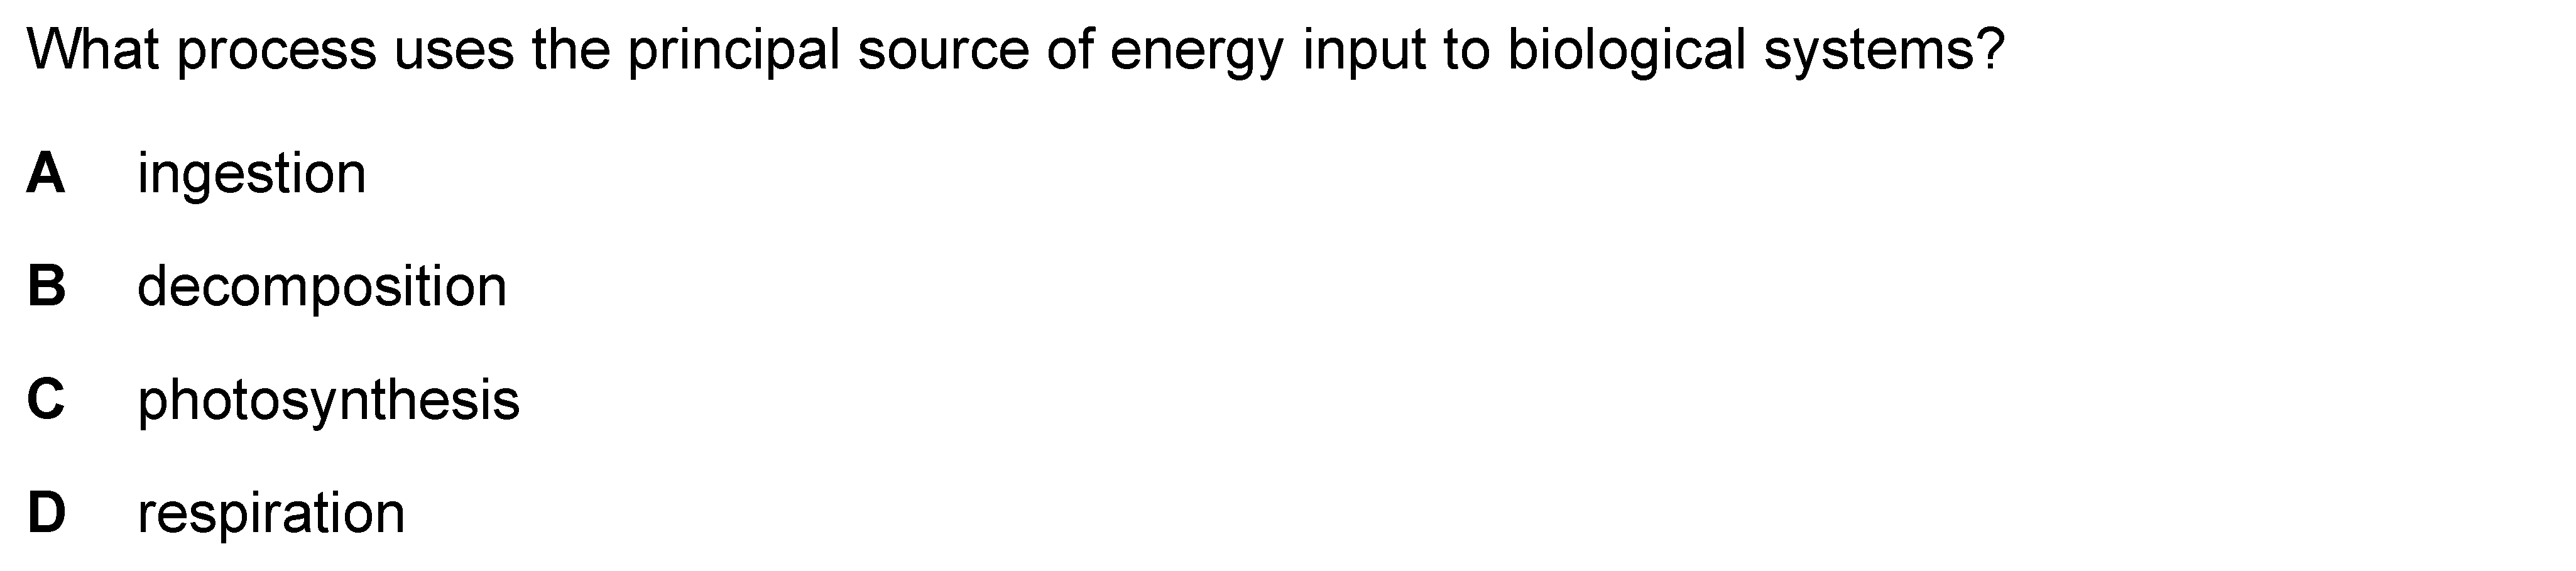 What process uses the principal source of energy input to biological systems?
A ingestion
B decomposition
C photosynthesis
D respiration